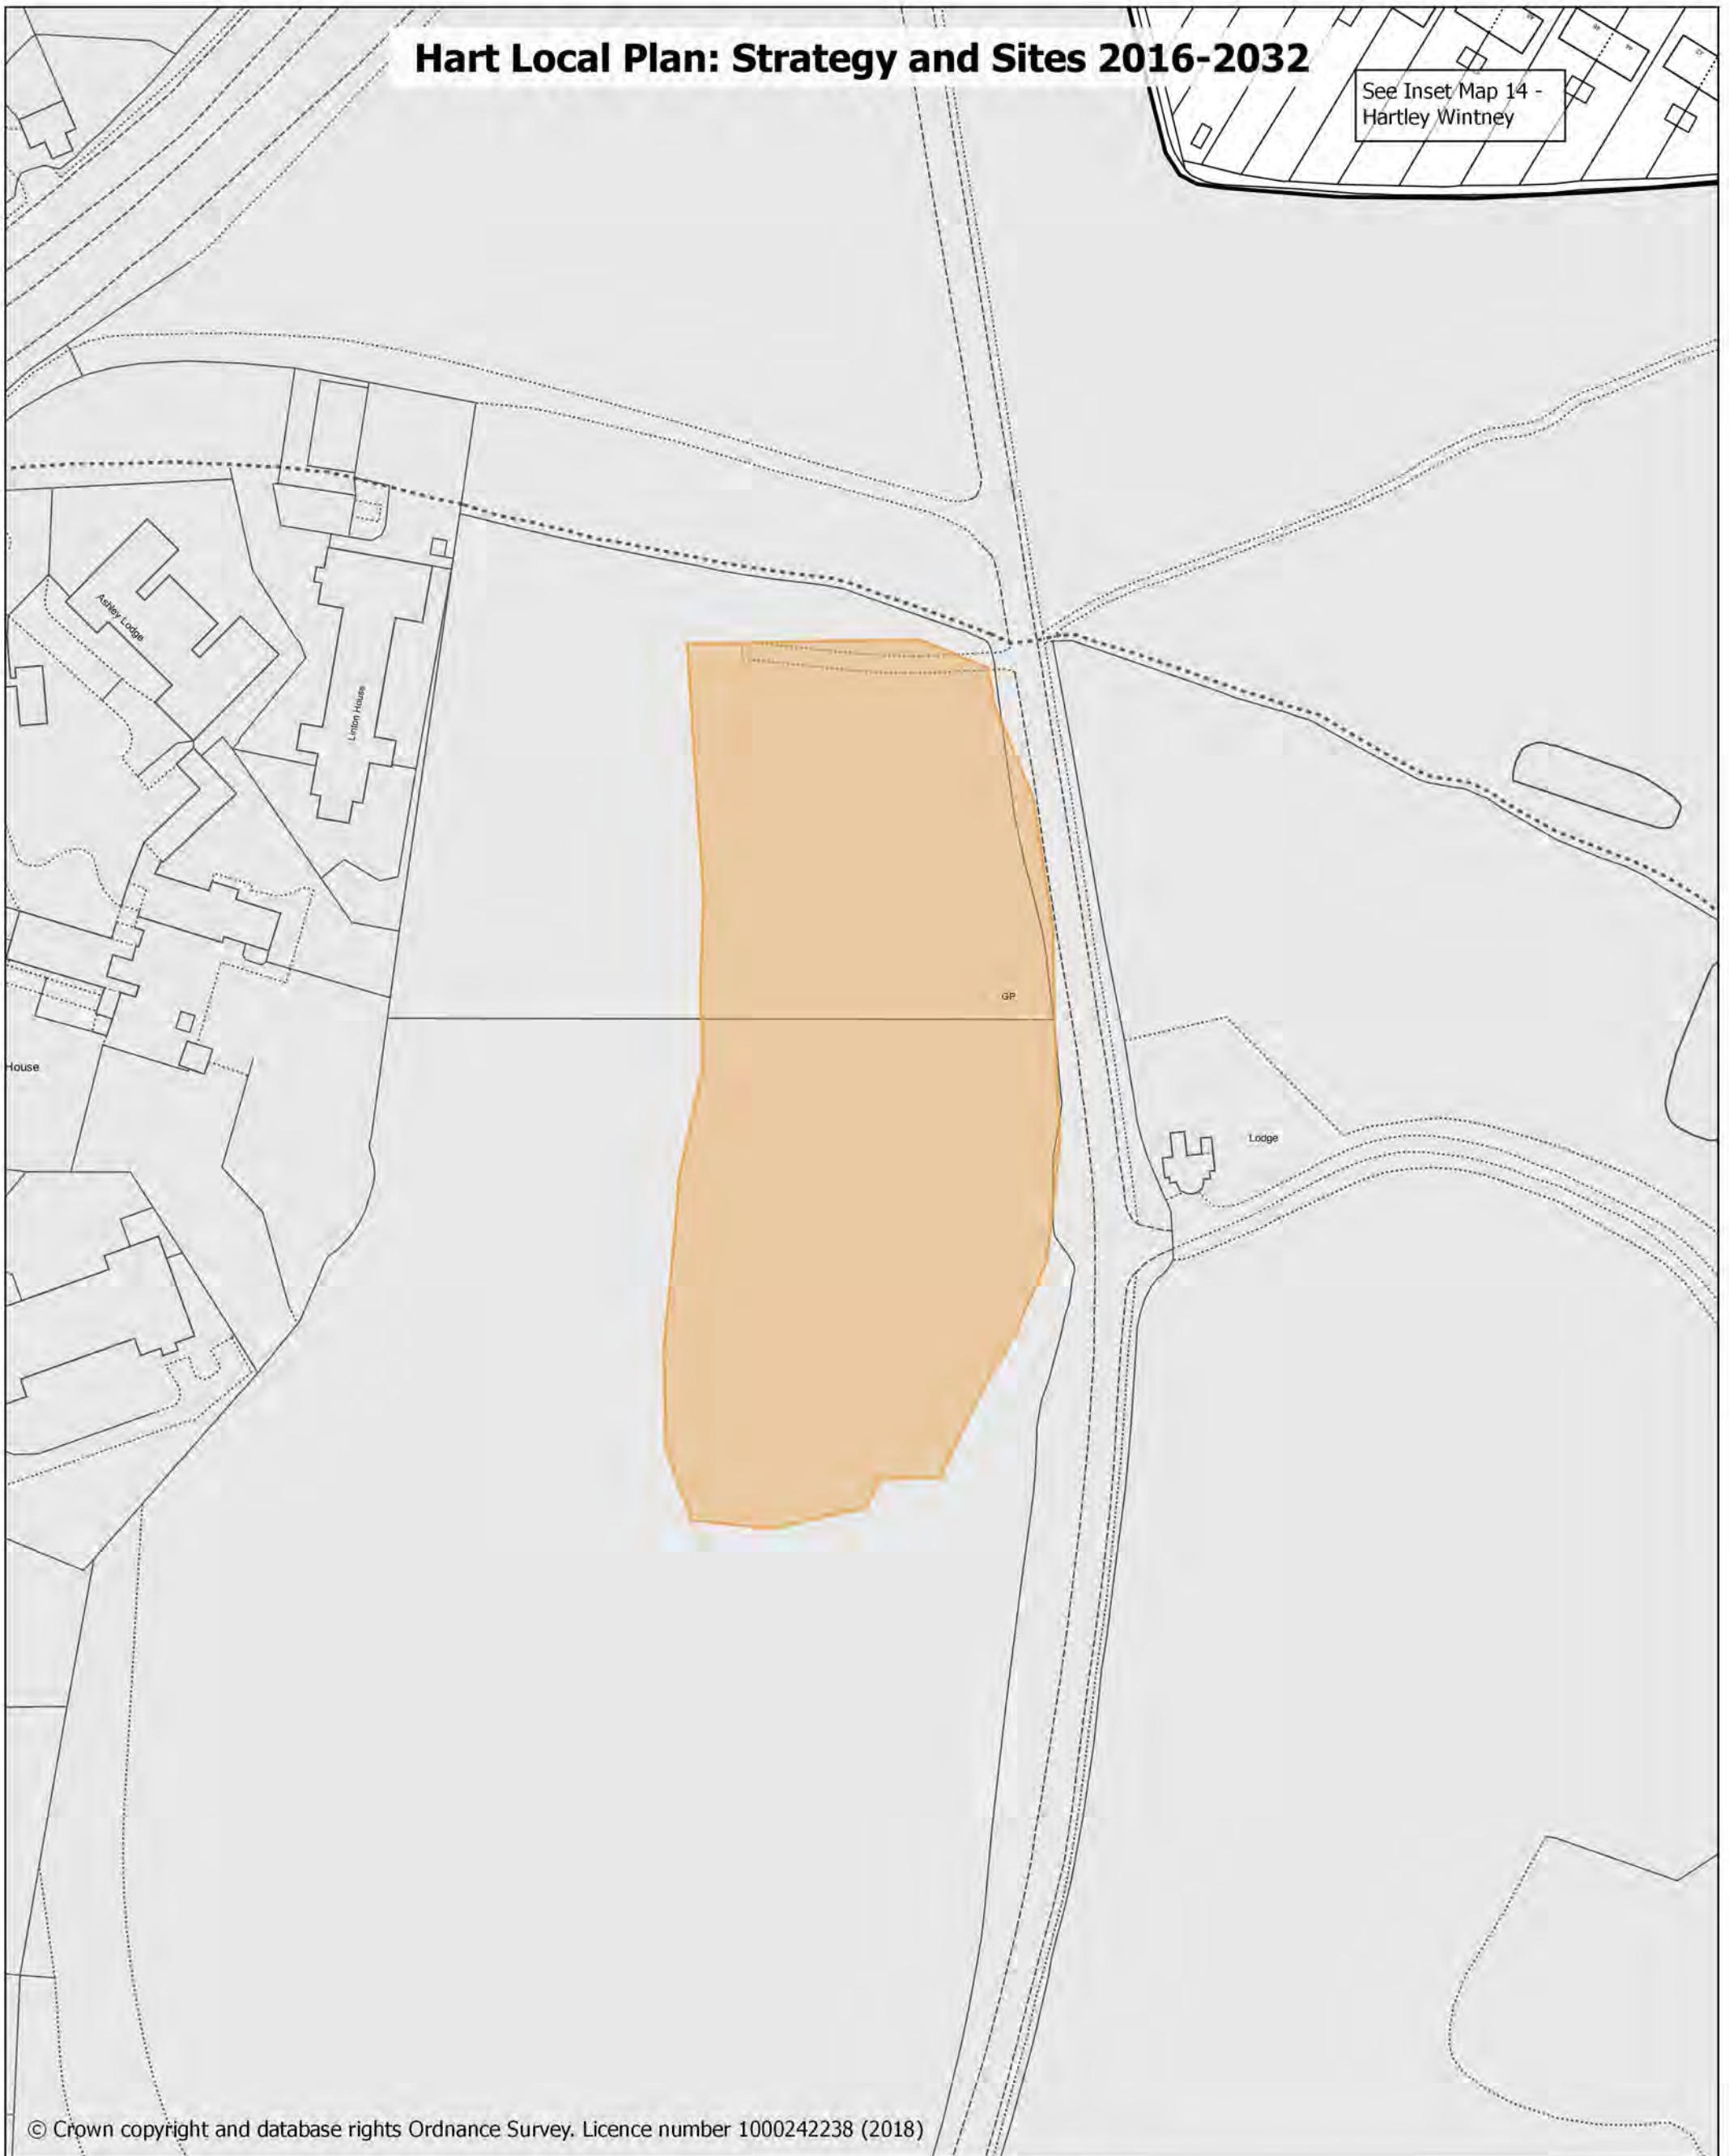 Hart Local Plan: Strategy and Sites 2016-2032
See Inset Map 14 -
Hartley Wintney
Ashley Lodge
Linton House
GP
House
Lodge
© Crown copyright and database rights Ordnance Survey. Licence number 1000242238 (2018)